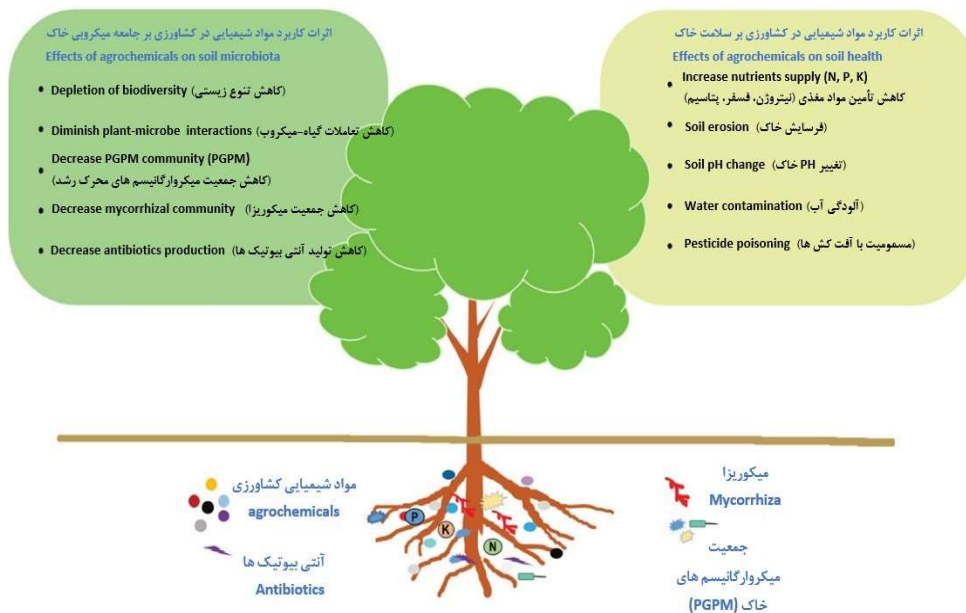 اثرات کاربرد مواد شیمیایی در کشاورزی بر جامعه میکروبی خاک
Effects of agrochemicals on soil microbiota
• Depletion of biodiversity (کاهش تنوع زیستی)
• Diminish plant-microbe interactions (کاهش تعاملات گیاه-میکروب)
• Decrease PGPM community (PGPM)
(کاهش جمعیت میکروارگانیسم های محرک رشد)
• Decrease mycorrhizal community (کاهش جمعیت میکوریزا)
• Decrease antibiotics production (کاهش تولید آنتی بیوتیک ها)
اثرات کاربرد مواد شیمیایی در کشاورزی بر سلامت خاک
Effects of agrochemicals on soil health
• Increase nutrients supply (N, P, K)
کاهش تأمین مواد مغذی (نیتروژن، فسفر، پتاسیم)
• Soil erosion (فرسایش خاک)
• Soil pH change (تغییر PH خاک)
• Water contamination (آلودگی آب)
• Pesticide poisoning (مسمومیت با آفت کش ها)
مواد شیمیایی کشاورزی
agrochemicals
آنتی بیوتیک ها
Antibiotics
P
K
N
میکوریزا
Mycorrhiza
جمعیت
میکروارگانیسم های
خاک (PGPM)